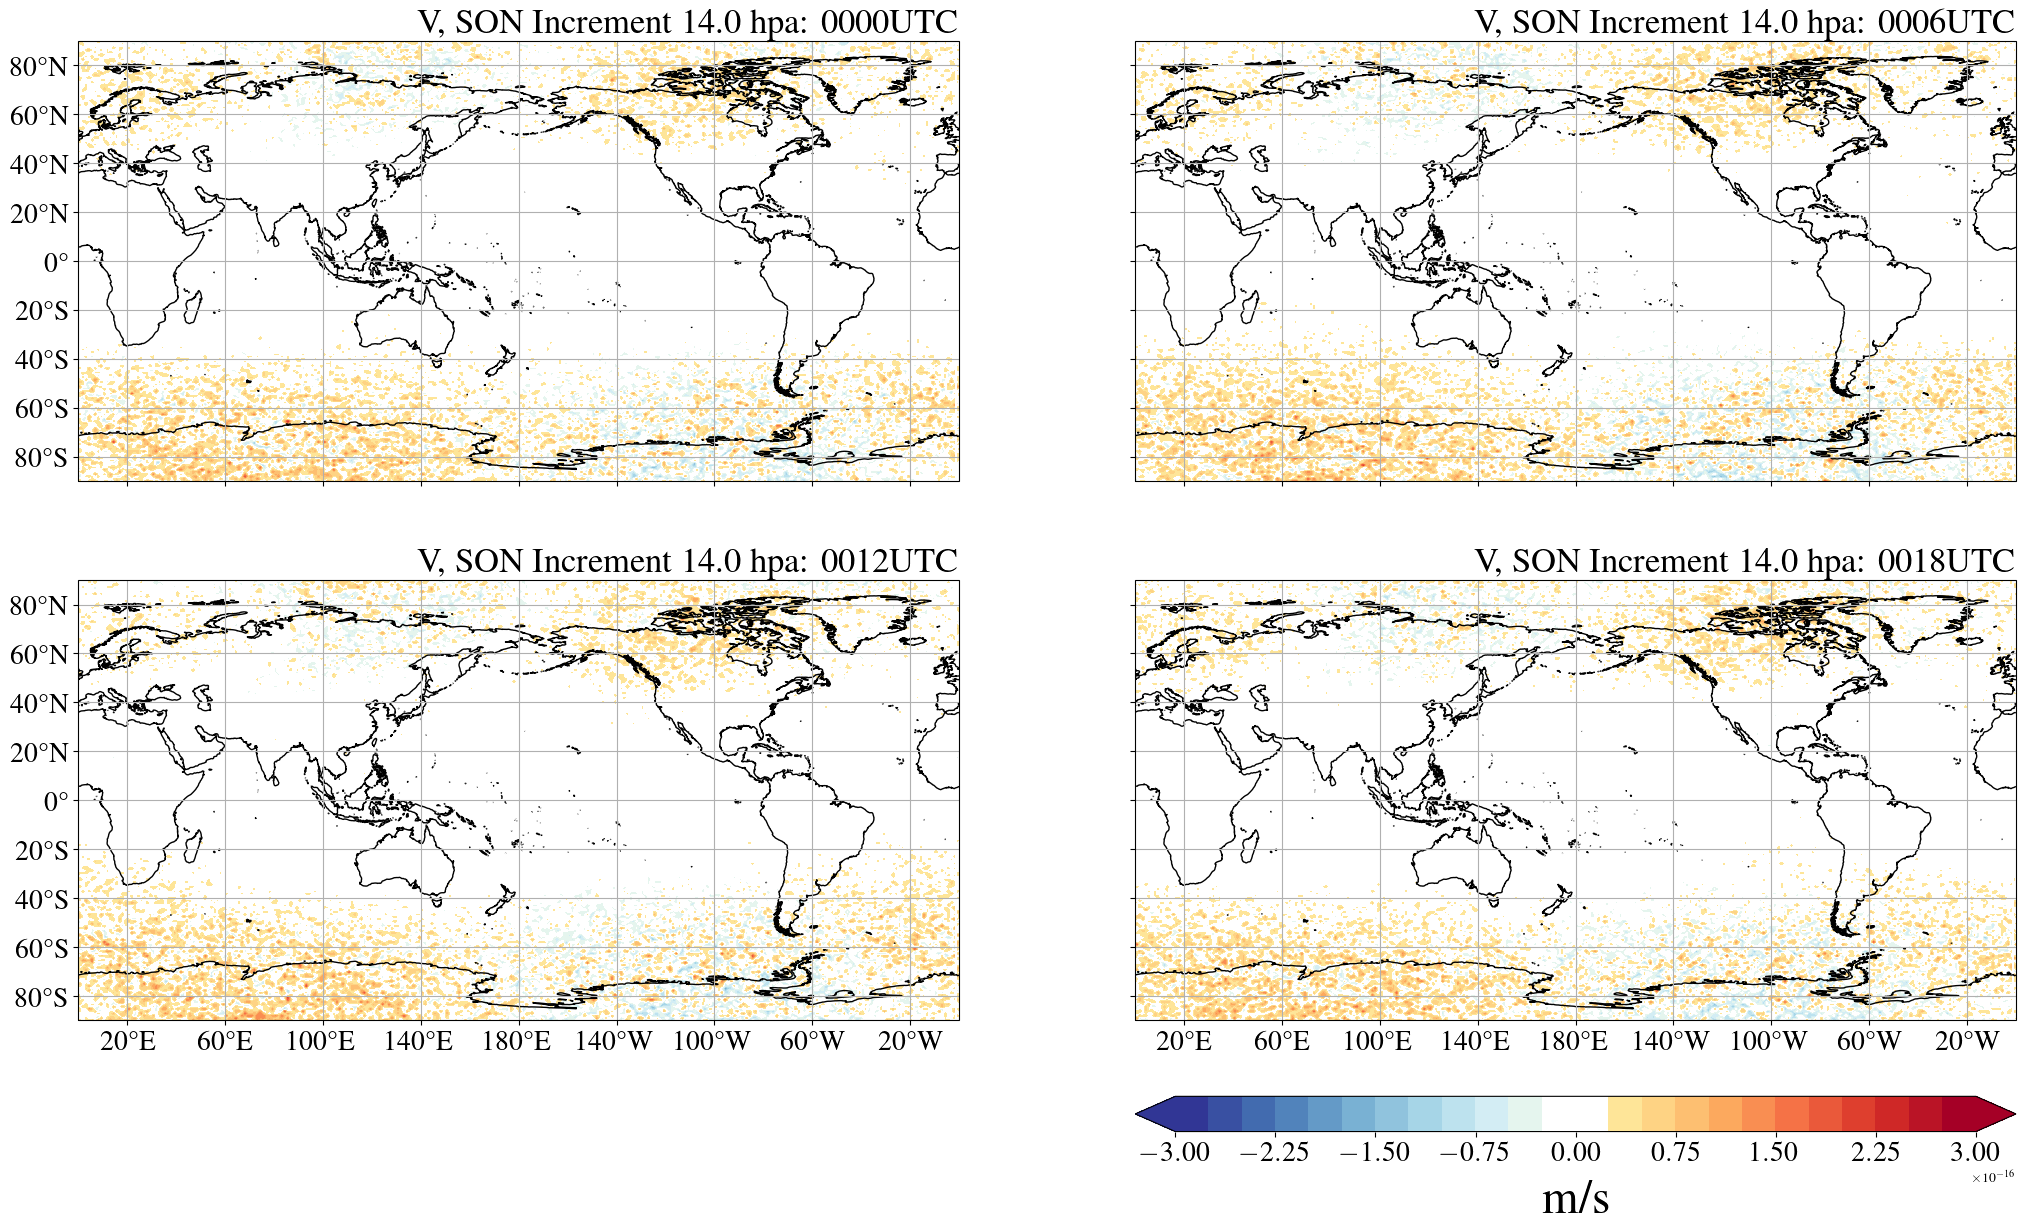 V, SON Increment 14.0 hpa: 0000UTC
80°N
60°N
40°N
20°N
0°
20°S
40°S
60°S
80°S
V, SON Increment 14.0 hpa: 0006UTC
V, SON Increment 14.0 hpa: 0012UTC
80°N
60°N
40°N
20°N
0°
20°S
40°S
60°S
80°S
20°E 60°E 100°E 140°E 180°E 140°W 100°W 60°W 20°W
V, SON Increment 14.0 hpa: 0018UTC
20°E 60°E 100°E 140°E 180°E 140°W 100°W 60°W 20°W
−3.00 −2.25 −1.50 −0.75 0.00 0.75 1.50 2.25 3.00
×10⁻¹⁶
m/s